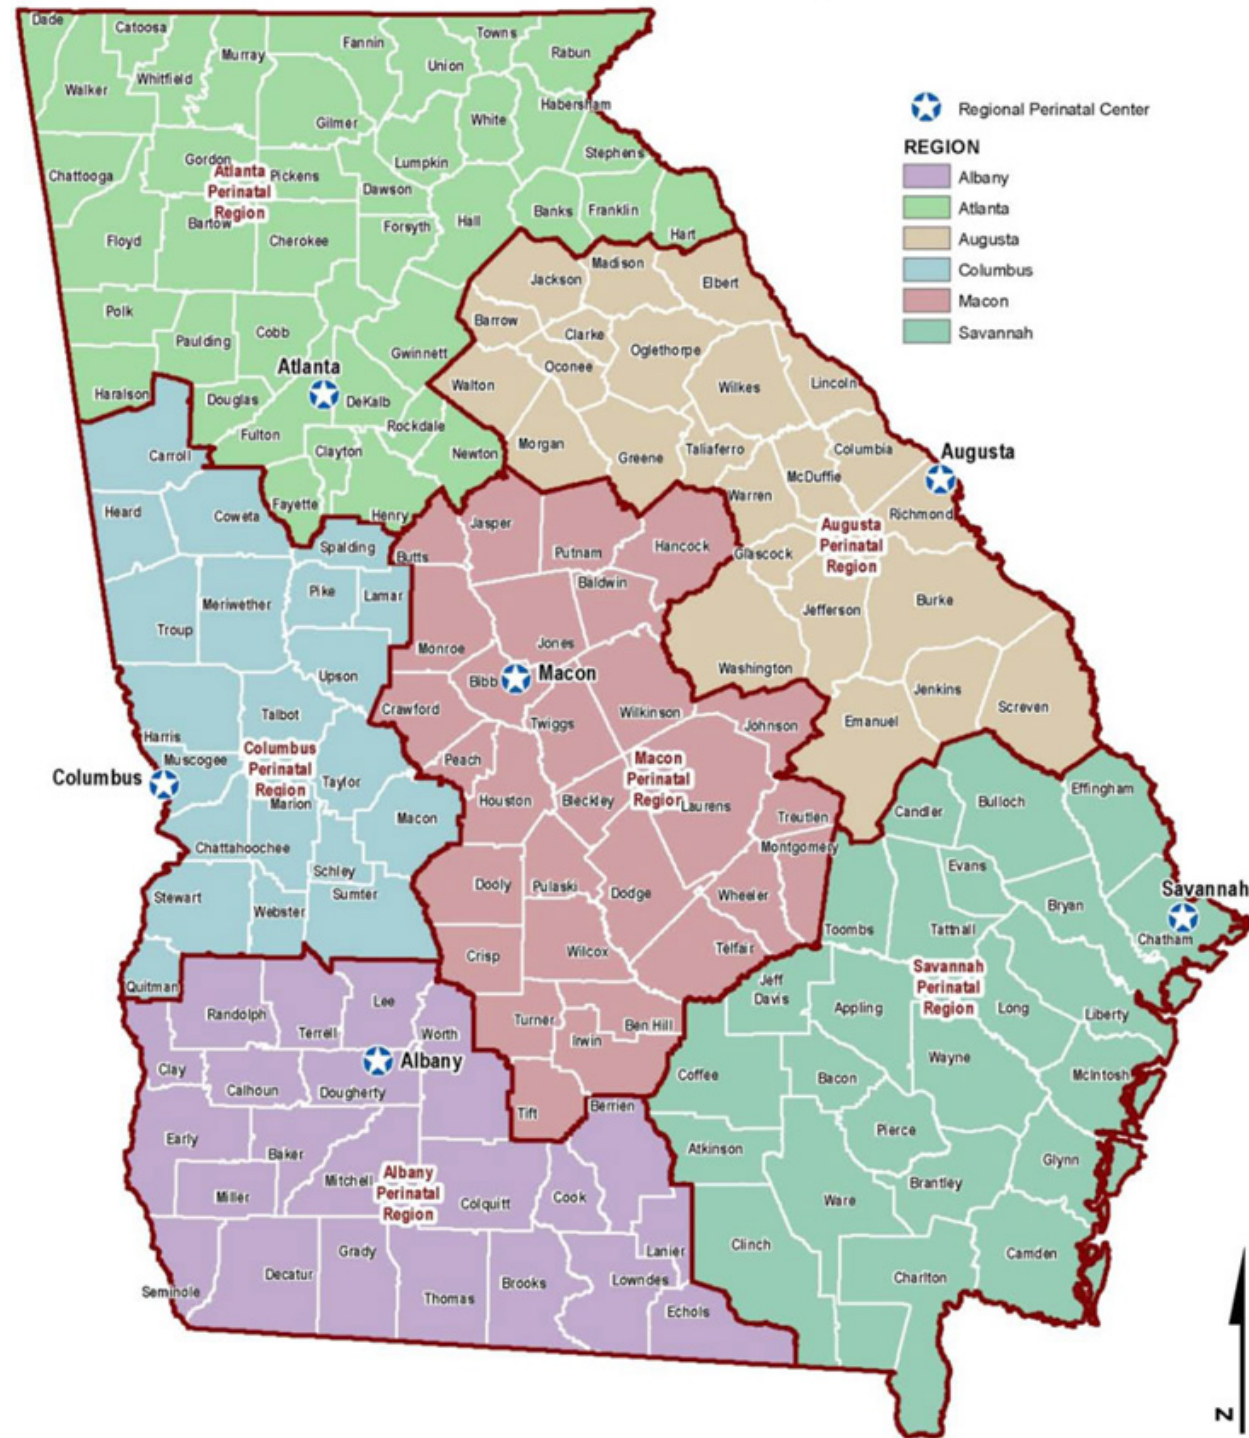 Dade
Catoosa
Fannin
Towns
Rabun
Murray
Union
Walker
Whitfield
Habersham
White
Gilmer
Stephens
Lumpkin
Gordon
Chattooga
Pickens
Dawson
Atlanta
Perinatal
Region
Banks
Franklin
Hall
Forsyth
Bartow
Hart
Floyd
Cherokee
Regional Perinatal Center
REGION
Albany
Atlanta
Augusta
Columbus
Macon
Savannah
Madison
Jackson
Elbert
Polk
Barrow
Cobb
Clarke
Paulding
Gwinnett
Oglethorpe
Oconee
Atlanta
Walton
Wilkes
Lincoln
Haralson
Douglas
DeKalb
Rockdale
Fulton
Morgan
Clayton
Newton
Greene
Taliaferro
Columbia
Augusta
Carroll
McDuffie
Warren
Fayette
Heard
Coweta
Henry
Jasper
Richmond
Augusta
Perinatal
Region
Spalding
Butts
Putnam
Hancock
Glascock
Baldwin
Pike
Lamar
Meriwether
Jefferson
Burke
Troup
Monroe
Jones
Upson
Bibb
Macon
Washington
Jenkins
Screven
Talbot
Crawford
Wilkinson
Twiggs
Johnson
Emanuel
Harris
Muscogee
Columbus
Perinatal
Region
Columbus
Taylor
Marion
Peach
Macon
Perinatal
Region
Houston
Bleckley
Laurens
Effingham
Bulloch
Candler
Macon
Treutlen
Montgomery
Chattahoochee
Schley
Evans
Stewart
Sumter
Webster
Dooly
Pulaski
Dodge
Wheeler
Bryan
Savannah
Toombs
Tattnall
Chatham
Crisp
Wilcox
Telfair
Savannah
Perinatal
Region
Quitman
Jeff
Davis
Appling
Long
Liberty
Randolph
Lee
Terrell
Worth
Turner
Irwin
Ben Hill
Albany
Wayne
Clay
Calhoun
Dougherty
Coffee
Bacon
McIntosh
Tift
Berrien
Early
Baker
Pierce
Atkinson
Glynn
Mitchell
Albany
Perinatal
Region
Miller
Colquitt
Cook
Ware
Brantley
Grady
Lanier
Clinch
Camden
Decatur
Seminole
Thomas
Brooks
Lowndes
Charlton
Echols
N